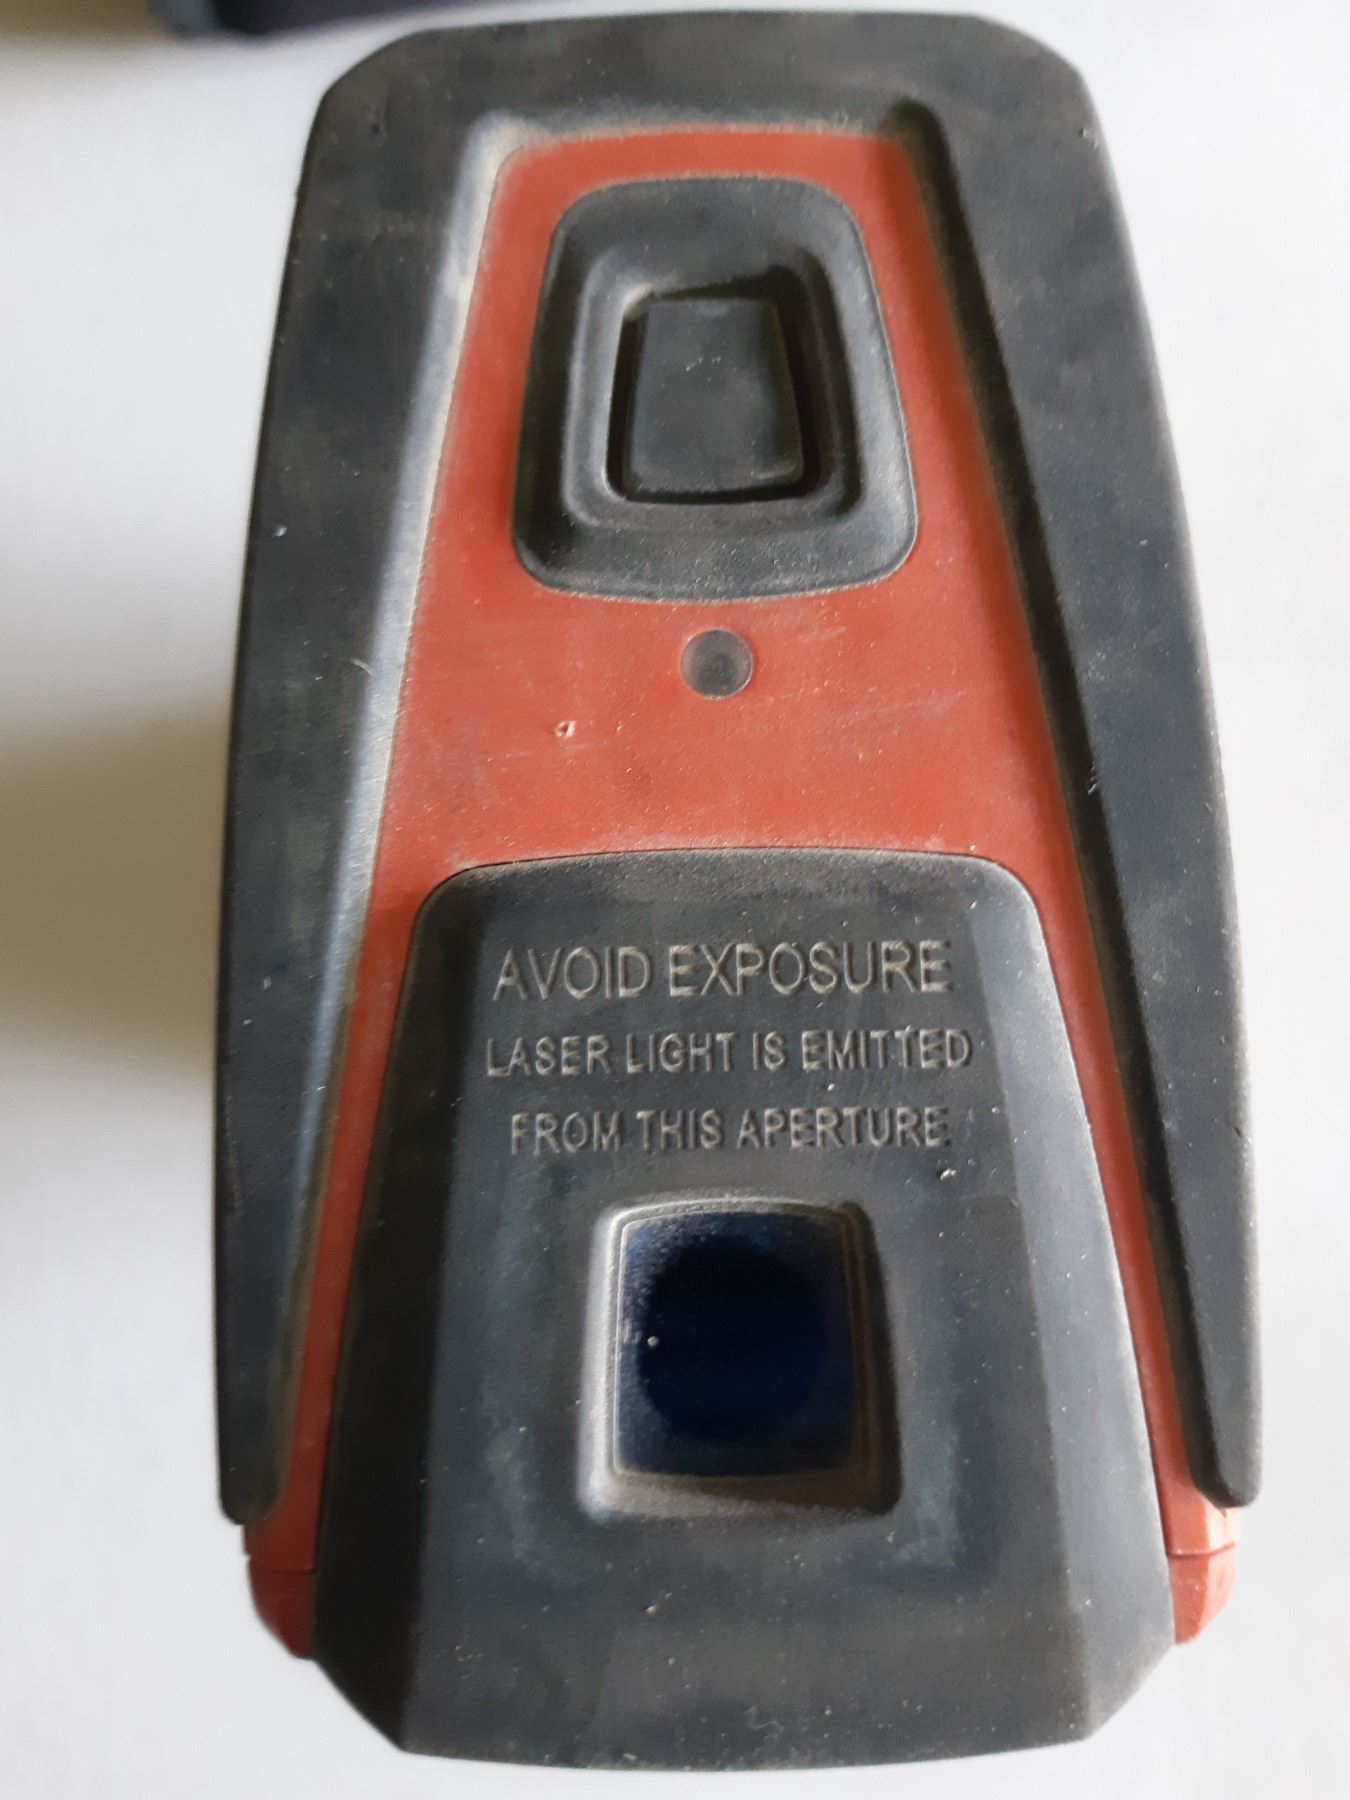 AVOID EXPOSURE
LASER LIGHT IS EMITTED
FROM THIS APERTURE